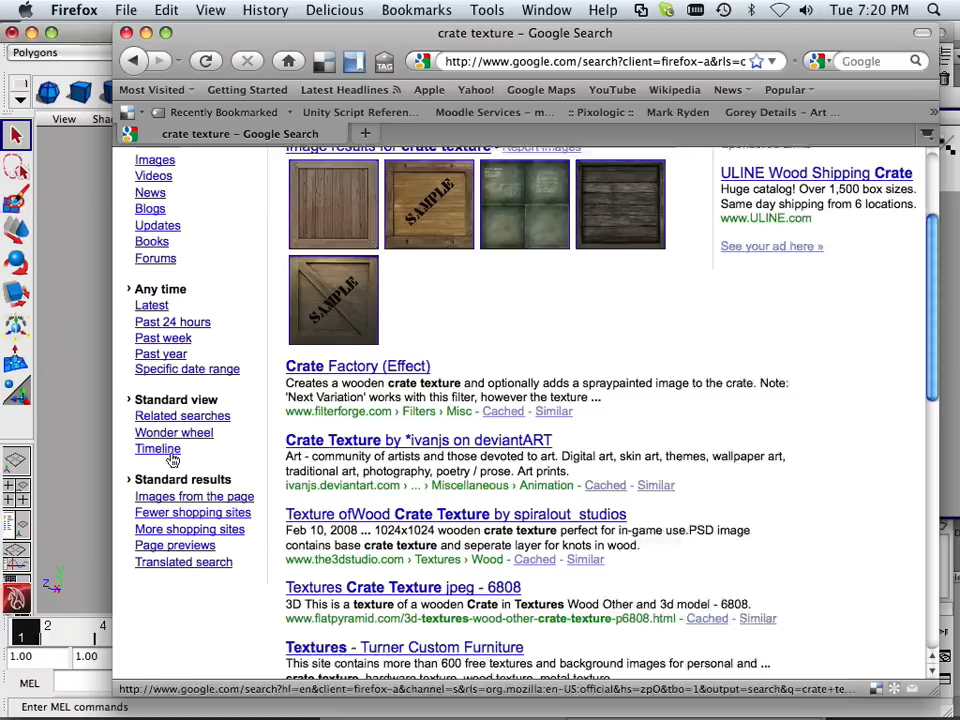 Firefox File Edit View History Delicious Bookmarks Tools Window Help Tue 7:20 PM
crate texture – Google Search
Polygons
TAG
http://www.google.com/search?client=firefox-a&rls=c
Google
Most Visited Getting Started Latest Headlines Apple Yahoo! Google Maps YouTube Wikipedia News Popular
Recently Bookmarked Unity Script Referen... Moodle Services – m... :: Pixologic :: Mark Ryden Gorey Details – Art ... »
View Sha
crate texture – Google Search
Image results for crate texture - Report images
Images
Videos
News
Blogs
Updates
Books
Forums
SAMPLE
SAMPLE
ULINE Wood Shipping Crate
Huge catalog! Over 1,500 box sizes.
Same day shipping from 6 locations.
www.ULINE.com
See your ad here »
› Any time
Latest
Past 24 hours
Past week
Past year
Specific date range
› Standard view
Related searches
Wonder wheel
Timeline
› Standard results
Images from the page
Fewer shopping sites
More shopping sites
Page previews
Translated search
Crate Factory (Effect)
Creates a wooden crate texture and optionally adds a spraypainted image to the crate. Note:
'Next Variation' works with this filter, however the texture ...
www.filterforge.com › Filters › Misc - Cached - Similar
Crate Texture by *ivanjs on deviantART
Art - community of artists and those devoted to art. Digital art, skin art, themes, wallpaper art,
traditional art, photography, poetry / prose. Art prints.
ivanjs.deviantart.com › ... › Miscellaneous › Animation - Cached - Similar
Texture ofWood Crate Texture by spiralout_studios
Feb 10, 2008 ... 1024x1024 wooden crate texture perfect for in-game use.PSD image
contains base crate texture and seperate layer for knots in wood.
www.the3dstudio.com › Textures › Wood - Cached - Similar
Textures Crate Texture jpeg - 6808
3D This is a texture of a wooden Crate in Textures Wood Other and 3d model - 6808.
www.flatpyramid.com/3d-textures-wood-other-crate-texture-p6808.html - Cached - Similar
Textures - Turner Custom Furniture
This site contains more than 600 free textures and background images for personal and ...
crate texture, hardware texture, wood texture, metal texture
z y x
1 2 4
1.00 1.00
MEL
http://www.google.com/search?hl=en&client=firefox-a&channel=s&rls=org.mozilla:en-US:official&hs=zpO&tbo=1&output=search&q=crate+te...
Enter MEL commands